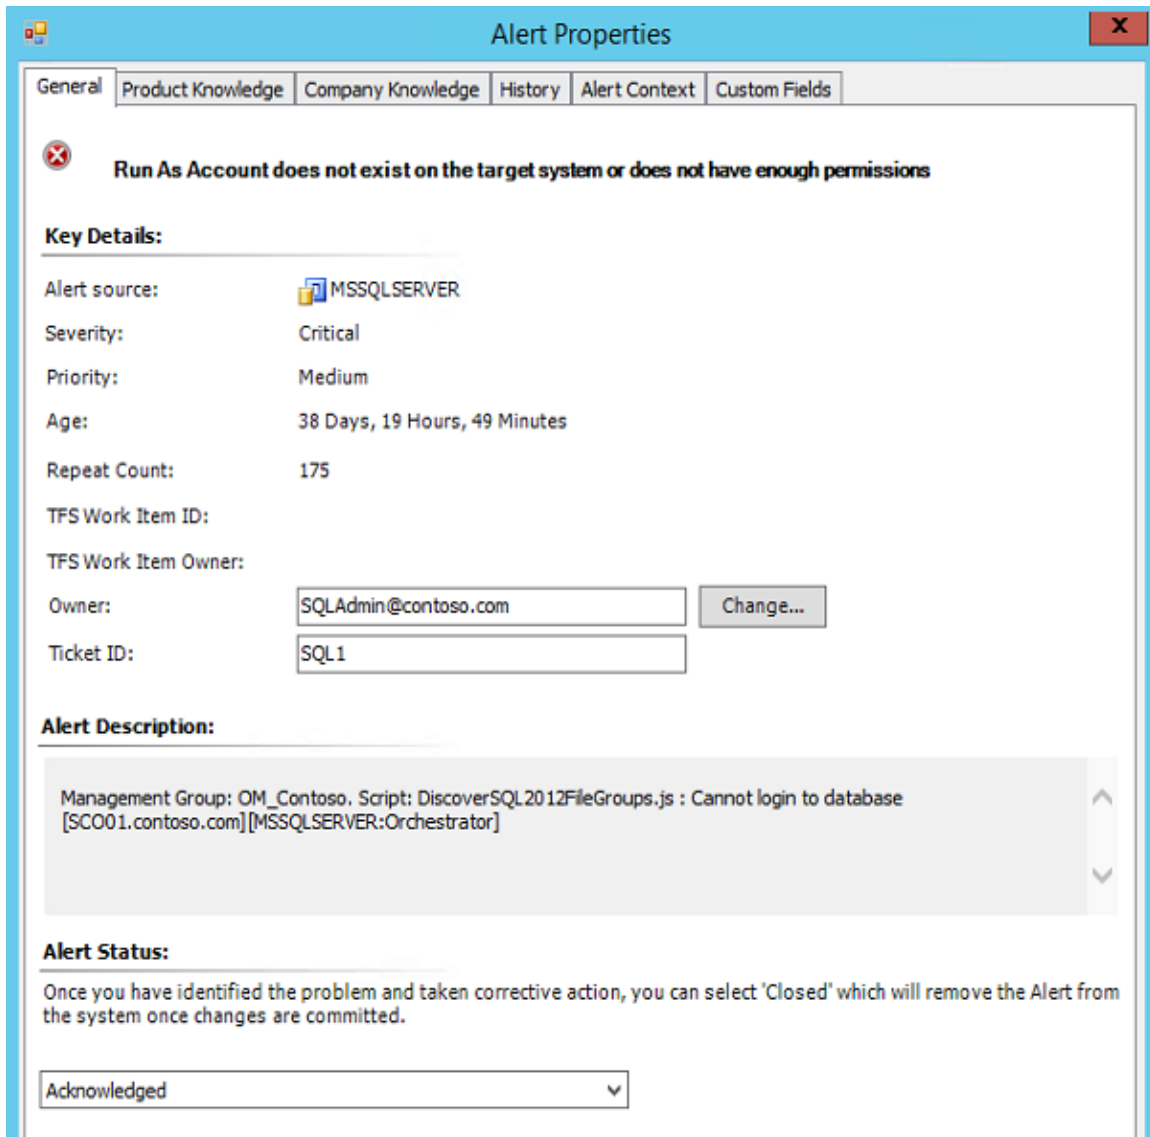 Alert Properties
X
General Product Knowledge Company Knowledge History Alert Context Custom Fields
Run As Account does not exist on the target system or does not have enough permissions
Key Details:
Alert source: MSSQLSERVER
Severity: Critical
Priority: Medium
Age: 38 Days, 19 Hours, 49 Minutes
Repeat Count: 175
TFS Work Item ID:
TFS Work Item Owner:
Owner: SQLAdmin@contoso.com Change...
Ticket ID: SQL1
Alert Description:
Management Group: OM_Contoso. Script: DiscoverSQL2012FileGroups.js : Cannot login to database
[SCO01.contoso.com][MSSQLSERVER:Orchestrator]
Alert Status:
Once you have identified the problem and taken corrective action, you can select 'Closed' which will remove the Alert from
the system once changes are committed.
Acknowledged